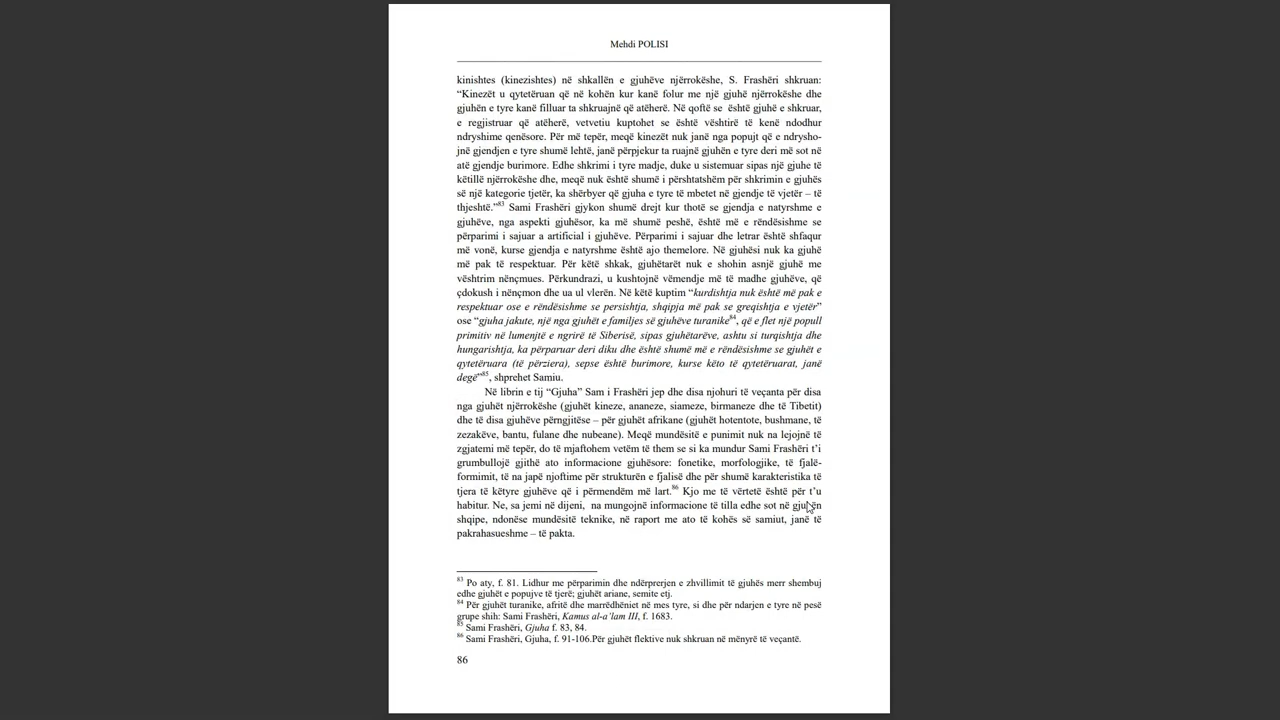 Mehdi POLISI
kinishtes (kinezishtes) në shkallën e gjuhëve njërrokëshe, S. Frashëri shkruan:
“Kinezët u qytetëruan që në kohën kur kanë folur me një gjuhë njërrokëshe dhe
gjuhën e tyre kanë filluar ta shkruajnë që atëherë. Në qoftë se është gjuhë e shkruar,
e regjistruar që atëherë, vetvetiu kuptohet se është vështirë të kenë ndodhur
ndryshime qenësore. Për më tepër, meqë kinezët nuk janë nga popujt që e ndrysho-
jnë gjendjen e tyre shumë lehtë, janë përpjekur ta ruajnë gjuhën e tyre deri më sot në
atë gjendje burimore. Edhe shkrimi i tyre madje, duke u sistemuar sipas një gjuhe të
këtillë njërrokëshe dhe, meqë nuk është shumë i përshtatshëm për shkrimin e gjuhës
së një kategorie tjetër, ka shërbyer që gjuha e tyre të mbetet në gjendje të vjetër – të
thjeshtë.”83 Sami Frashëri gjykon shumë drejt kur thotë se gjendja e natyrshme e
gjuhëve, nga aspekti gjuhësor, ka më shumë peshë, është më e rëndësishme se
përparimi i sajuar a artificial i gjuhëve. Përparimi i sajuar dhe letrar është shfaqur
më vonë, kurse gjendja e natyrshme është ajo themelore. Në gjuhësi nuk ka gjuhë
më pak të respektuar. Për këtë shkak, gjuhëtarët nuk e shohin asnjë gjuhë me
vështrim nënçmues. Përkundrazi, u kushtojnë vëmendje më të madhe gjuhëve, që
çdokush i nënçmon dhe ua ul vlerën. Në këtë kuptim “kurdishtja nuk është më pak e
respektuar ose e rëndësishme se persishtja, shqipja më pak se greqishtja e vjetër”
ose “gjuha jakute, një nga gjuhët e familjes së gjuhëve turanike84, që e flet një popull
primitiv në lumenjtë e ngrirë të Siberisë, sipas gjuhëtarëve, ashtu si turqishtja dhe
hungarishtja, ka përparuar deri diku dhe është shumë më e rëndësishme se gjuhët e
qytetëruara (të përziera), sepse është burimore, kurse këto të qytetëruarat, janë
degë”85, shprehet Samiu.
Në librin e tij “Gjuha” Sam i Frashëri jep dhe disa njohuri të veçanta për disa
nga gjuhët njërrokëshe (gjuhët kineze, ananeze, siameze, birmaneze dhe të Tibetit)
dhe të disa gjuhëve përngjitëse – për gjuhët afrikane (gjuhët hotentote, bushmane, të
zezakëve, bantu, fulane dhe nubeane). Meqë mundësitë e punimit nuk na lejojnë të
zgjatemi më tepër, do të mjaftohem vetëm të them se si ka mundur Sami Frashëri t’i
grumbullojë gjithë ato informacione gjuhësore: fonetike, morfologjike, të fjalë-
formimit, të na japë njoftime për strukturën e fjalisë dhe për shumë karakteristika të
tjera të këtyre gjuhëve që i përmendëm më lart.86 Kjo me të vërtetë është për t’u
habitur. Ne, sa jemi në dijeni, na mungojnë informacione të tilla edhe sot në gjuhën
shqipe, ndonëse mundësitë teknike, në raport me ato të kohës së samiut, janë të
pakrahasueshme – të pakta.
83 Po aty, f. 81. Lidhur me përparimin dhe ndërprerjen e zhvillimit të gjuhës merr shembuj
edhe gjuhët e popujve të tjerë; gjuhët ariane, semite etj.
84 Për gjuhët turanike, afritë dhe marrëdhëniet në mes tyre, si dhe për ndarjen e tyre në pesë
grupe shih: Sami Frashëri, Kamus al-a’lam III, f. 1683.
85 Sami Frashëri, Gjuha f. 83, 84.
86 Sami Frashëri, Gjuha, f. 91-106.Për gjuhët flektive nuk shkruan në mënyrë të veçantë.
86